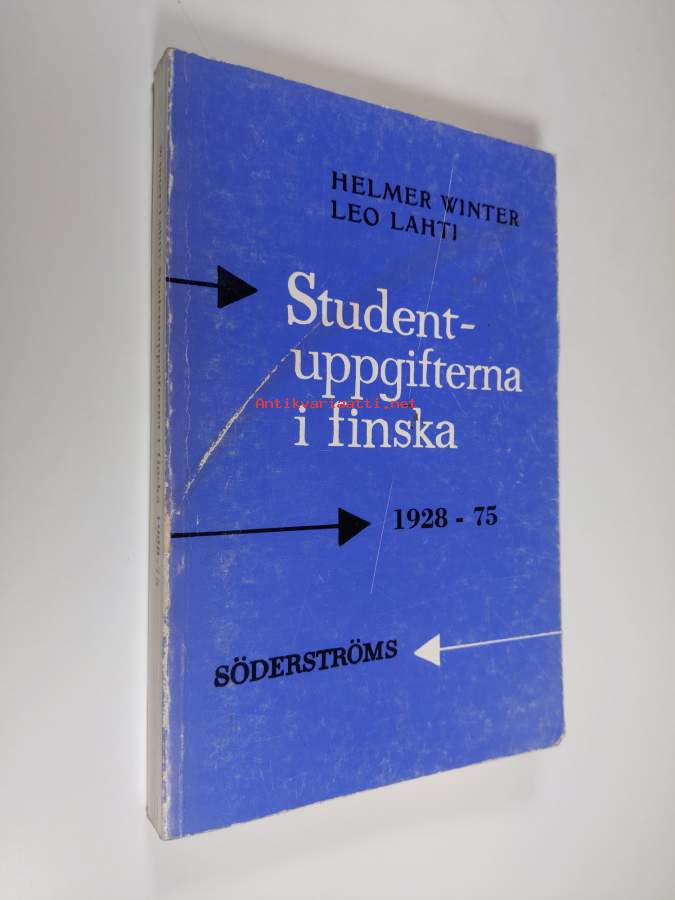 HELMER WINTER
LEO LAHTI
Student-
uppgifterna
Antikvariaatti.net
i finska
1928 - 75
SÖDERSTRÖMS